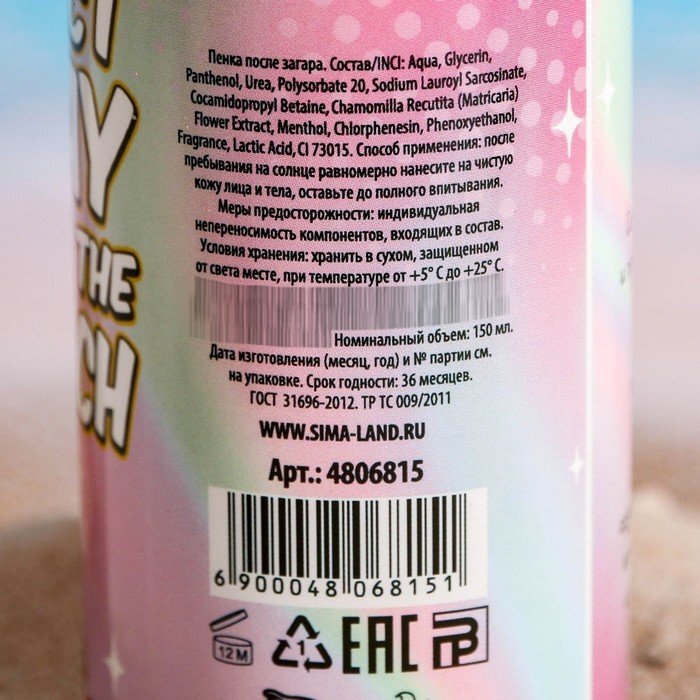 Пенка после загара. Состав/INCI: Aqua, Glycerin,
Panthenol, Urea, Polysorbate 20, Sodium Lauroyl Sarcosinate,
Cocamidopropyl Betaine, Chamomilla Recutita (Matricaria)
Flower Extract, Menthol, Chlorphenesin, Phenoxyethanol,
Fragrance, Lactic Acid, CI 73015. Способ применения: после
пребывания на солнце равномерно нанесите на чистую
кожу лица и тела, оставьте до полного впитывания.
Меры предосторожности: индивидуальная
непереносимость компонентов, входящих в состав.
Условия хранения: хранить в сухом, защищенном
от света месте, при температуре от +5° С до +25° С.
Номинальный объем: 150 мл.
Дата изготовления (месяц, год) и № партии см.
на упаковке. Срок годности: 36 месяцев.
ГОСТ 31696-2012. ТР ТС 009/2011
WWW.SIMA-LAND.RU
Арт.: 4806815
6 900048 068151
12 M
1
EAC
THE